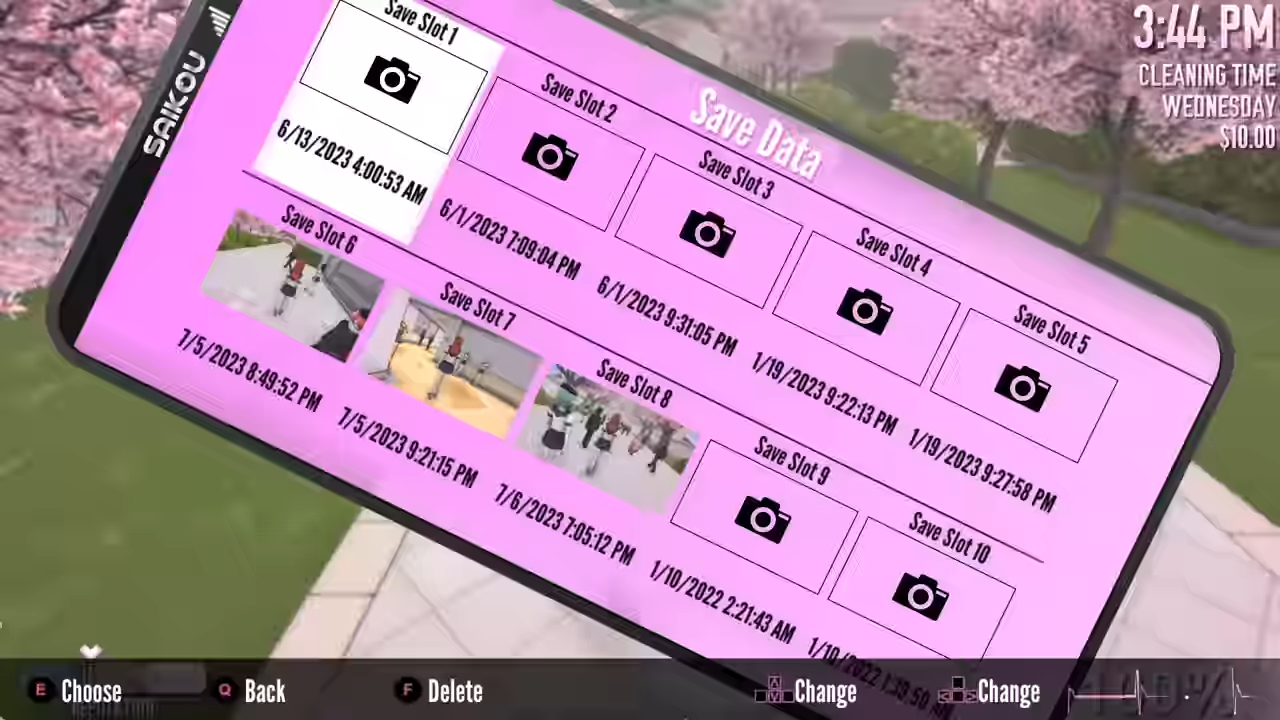 3:44 PM
CLEANING TIME
WEDNESDAY
$10.00
SAIKOU
Save Data
Save Slot 1
6/13/2023 4:00:53 AM
Save Slot 2
6/1/2023 7:09:04 PM
Save Slot 3
6/1/2023 9:31:05 PM
Save Slot 4
1/19/2023 9:22:13 PM
Save Slot 5
1/19/2023 9:27:58 PM
Save Slot 6
7/5/2023 8:49:52 PM
Save Slot 7
7/5/2023 9:21:15 PM
Save Slot 8
7/6/2023 7:05:12 PM
Save Slot 9
1/10/2022 2:21:43 AM
Save Slot 10
E Choose
Q Back
F Delete
Change
Change